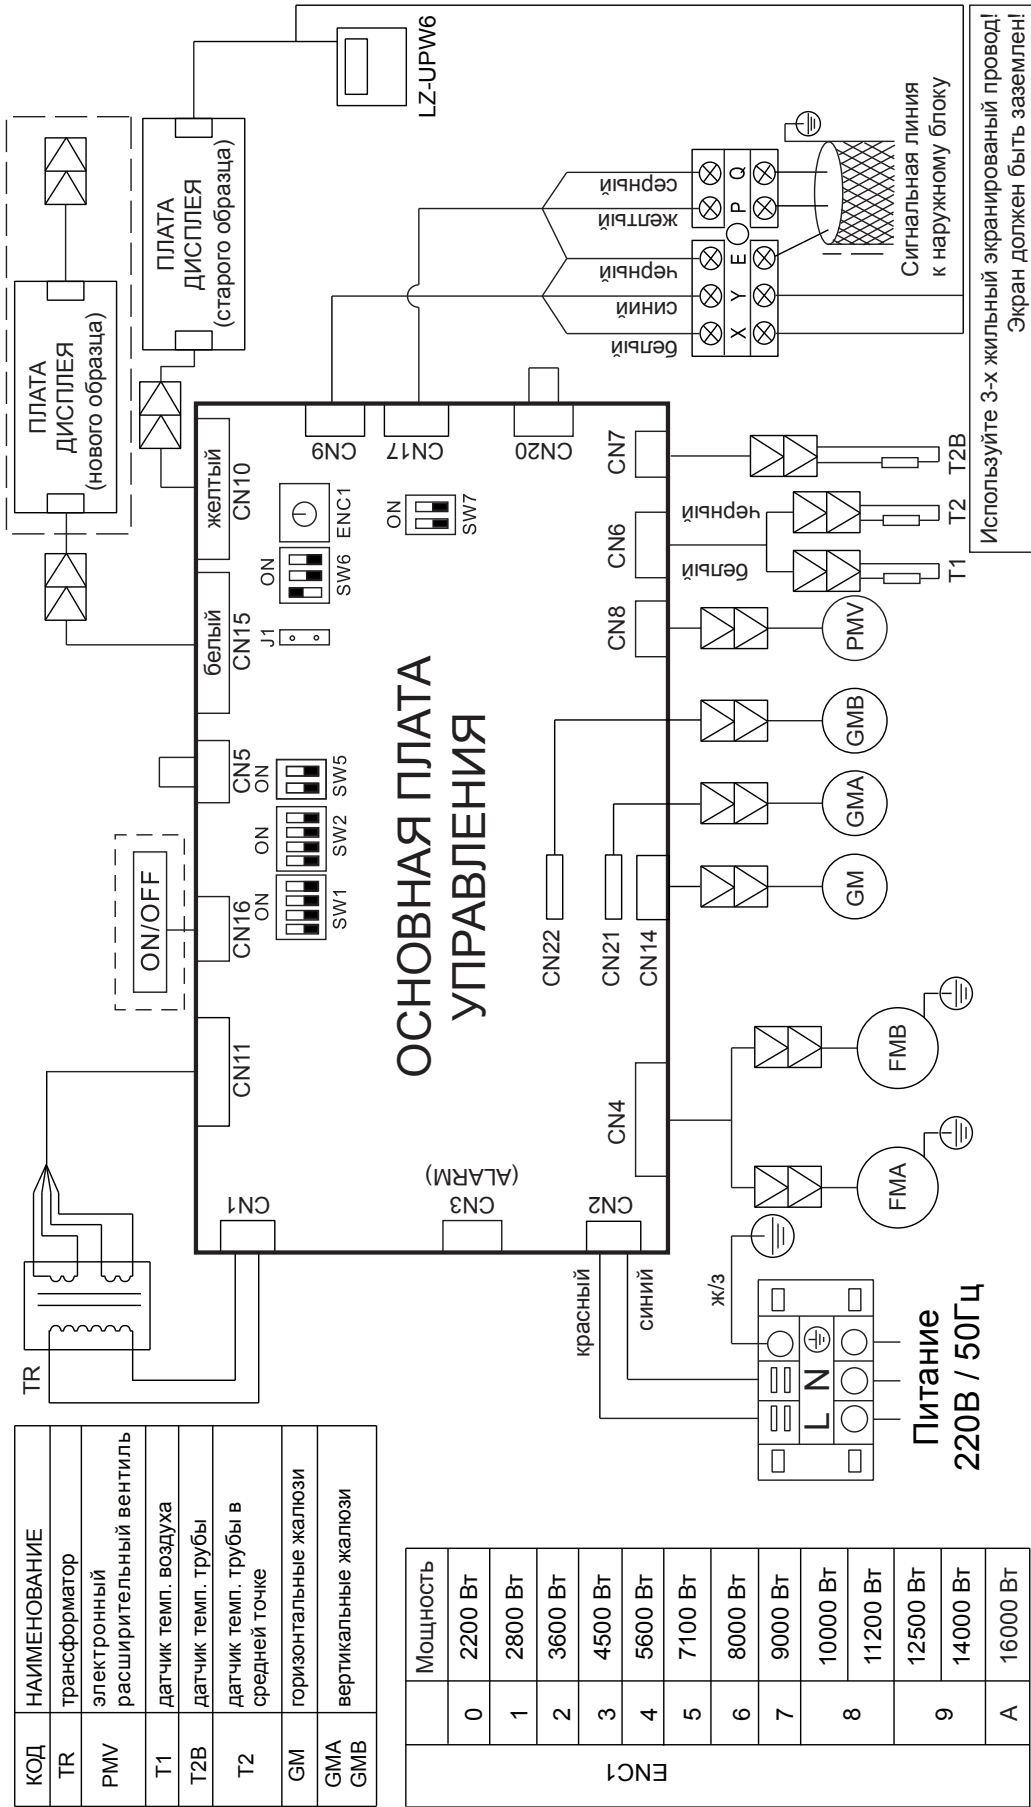 КОД НАИМЕНОВАНИЕ
TR трансформатор
PMV электронный
расширительный вентиль
T1 датчик темп. воздуха
T2B датчик темп. трубы
T2 датчик темп. трубы в
средней точке
GM горизонтальные жалюзи
GMA
GMB вертикальные жалюзи
ENC1
Мощность
0 2200 Вт
1 2800 Вт
2 3600 Вт
3 4500 Вт
4 5600 Вт
5 7100 Вт
6 8000 Вт
7 9000 Вт
8 10000 Вт
11200 Вт
9 12500 Вт
14000 Вт
A 16000 Вт
TR
ON/OFF
ПЛАТА
ДИСПЛЕЯ
(нового образца)
ПЛАТА
ДИСПЛЕЯ
(старого образца)
LZ-UPW6
CN11
CN16
CN5
белый
CN15
желтый
CN10
ON
SW1
ON
SW2
ON
SW5
J1
ON
SW6
ENC1
ON
SW7
CN1
CN3
(ALARM)
CN2
CN9
CN17
CN20
ОСНОВНАЯ ПЛАТА
УПРАВЛЕНИЯ
CN4
CN22
CN21
CN14
CN8
CN6
CN7
красный
синий
ж/з
L N
Питание
220В / 50Гц
FMA
FMB
GM
GMA
GMB
PMV
белый
черный
T1
T2
T2B
белый
синий
черный
желтый
серный
X Y E P Q
Сигнальная линия
к наружному блоку
Используйте 3-х жильный экранированый провод!
Экран должен быть заземлен!